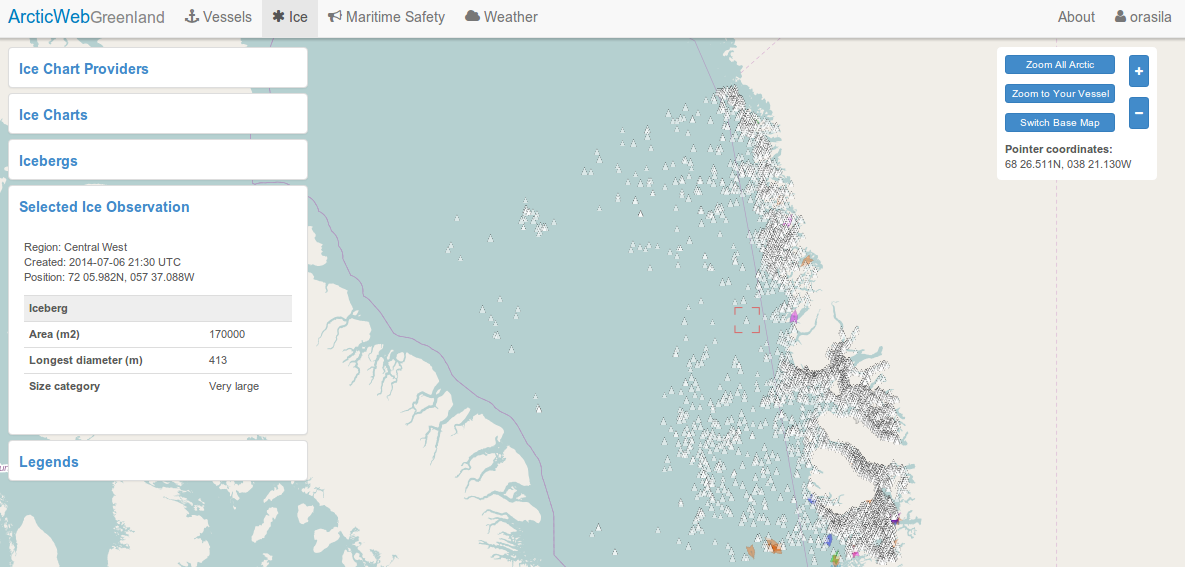 ArcticWebGreenland Vessels Ice Maritime Safety Weather About orasila
Ice Chart Providers
Ice Charts
Icebergs
Selected Ice Observation
Region: Central West
Created: 2014-07-06 21:30 UTC
Position: 72 05.982N, 057 37.088W
Iceberg
Area (m2) 170000
Longest diameter (m) 413
Size category Very large
Legends
Zoom All Arctic
+
Zoom to Your Vessel
−
Switch Base Map
Pointer coordinates:
68 26.511N, 038 21.130W